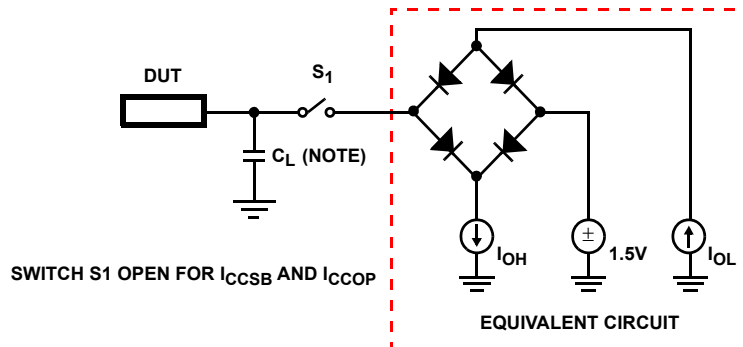 DUT
S1
CL (NOTE)
±
IOH
1.5V
IOL
SWITCH S1 OPEN FOR ICCSB AND ICCOP
EQUIVALENT CIRCUIT